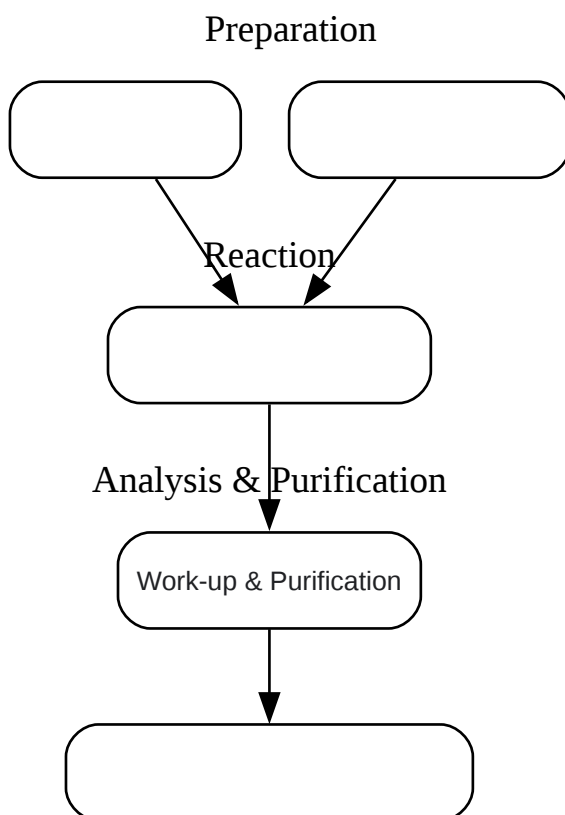 Preparation
Reaction
Analysis & Purification
Work-up & Purification